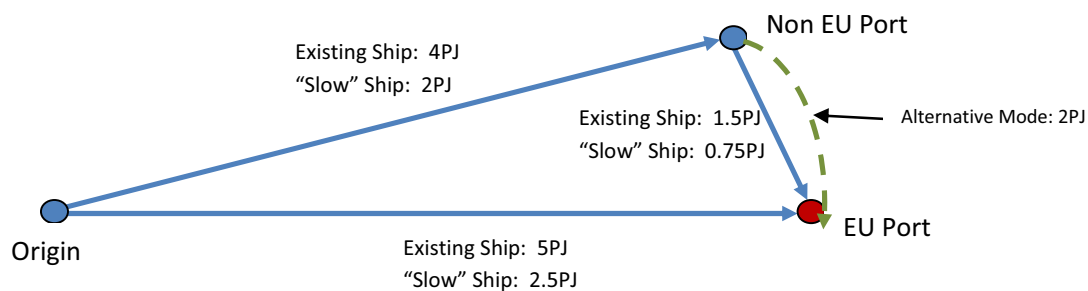 Non EU Port
Existing Ship: 4PJ
“Slow” Ship: 2PJ
Existing Ship: 1.5PJ
“Slow” Ship: 0.75PJ
Alternative Mode: 2PJ
Origin
EU Port
Existing Ship: 5PJ
“Slow” Ship: 2.5PJ